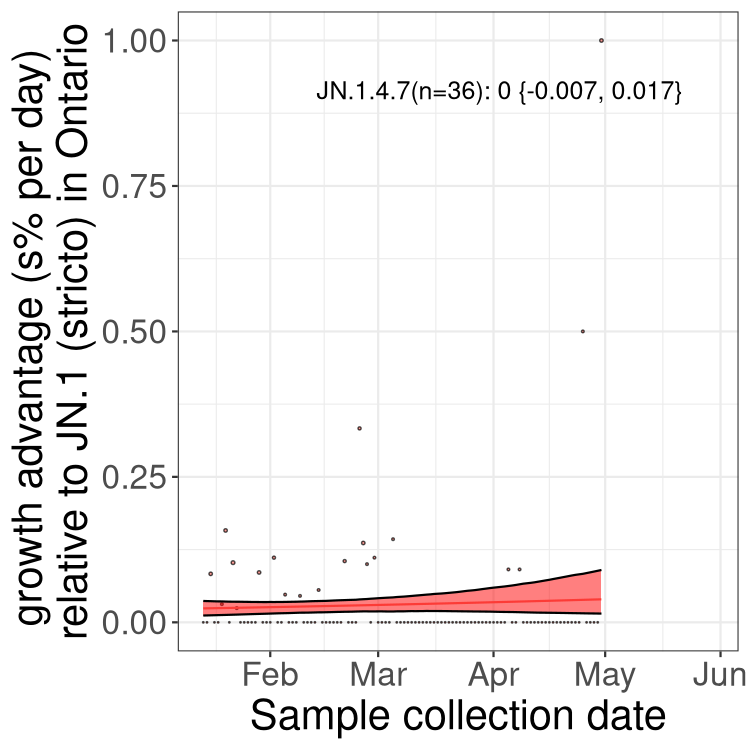 growth advantage (s% per day)
relative to JN.1 (stricto) in Ontario
1.00
0.75
0.50
0.25
0.00
JN.1.4.7(n=36): 0 {-0.007, 0.017}
Feb Mar Apr May Jun
Sample collection date